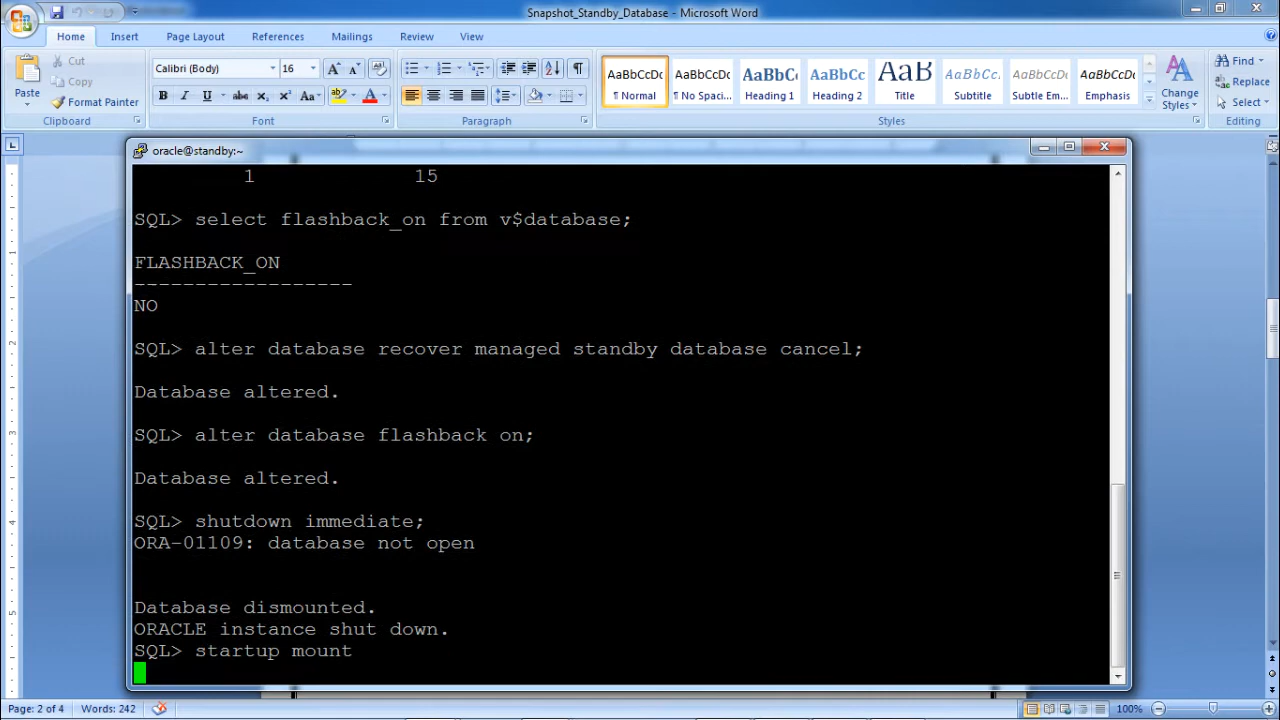 Snapshot_Standby_Database - Microsoft Word
Home Insert Page Layout References Mailings Review View
Paste
Cut
Copy
Format Painter
Clipboard
Calibri (Body) 16
Font
Paragraph
AaBbCcDc AaBbCcDc AaBbC AaBbCc AaB AaBbCc. AaBbCcDc AaBbCcDc
¶ Normal ¶ No Spaci... Heading 1 Heading 2 Title Subtitle Subtle Em... Emphasis
Change Styles
Styles
Find
Replace
Select
Editing
oracle@standby:~
1 15
SQL> select flashback_on from v$database;
FLASHBACK_ON
------------------
NO
SQL> alter database recover managed standby database cancel;
Database altered.
SQL> alter database flashback on;
Database altered.
SQL> shutdown immediate;
ORA-01109: database not open
Database dismounted.
ORACLE instance shut down.
SQL> startup mount
Page: 2 of 4 Words: 242 100%